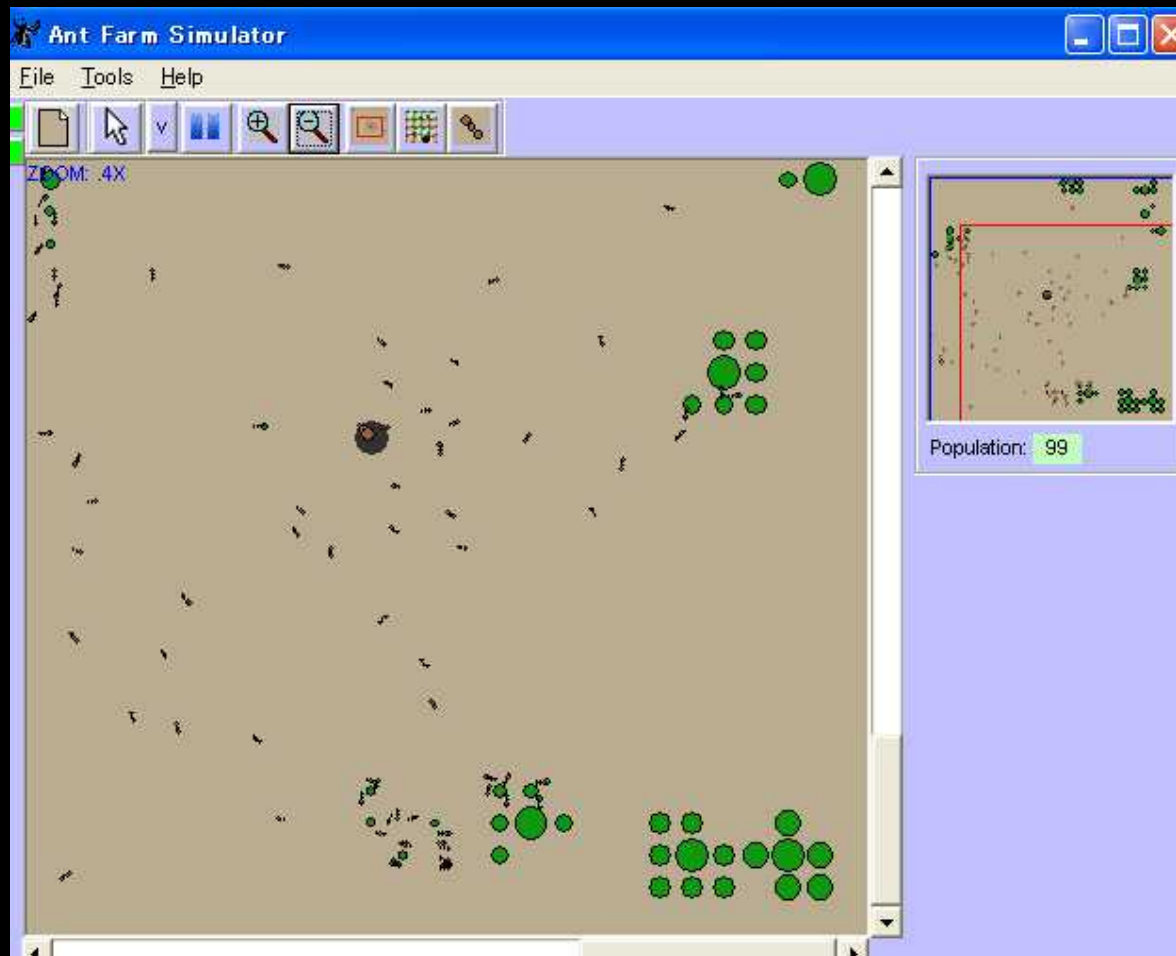 Ant Farm Simulator
File Tools Help
v
ZOOM: .4X
Population: 99